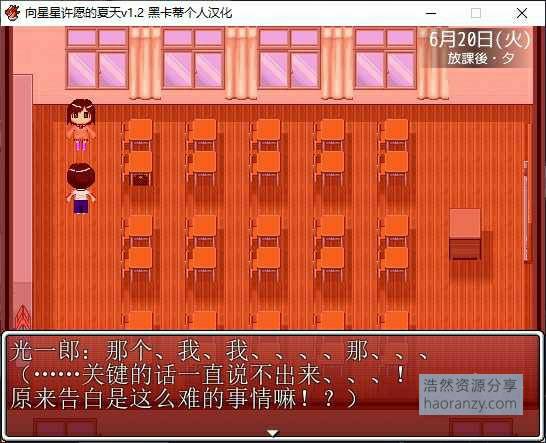 向星星许愿的夏天v1.2 黑卡蒂个人汉化
6月20日(火)
放課後・夕
光一郎：那个、我、我、、、、那、、、
（……关键的话一直说不出来、、、！
原来告白是这么难的事情嘛！？）
浩然资源分享
haoranzy.com